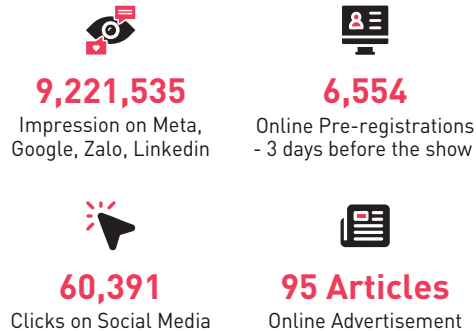 9,221,535
Impression on Meta,
Google, Zalo, Linkedin
6,554
Online Pre-registrations
- 3 days before the show
60,391
Clicks on Social Media
95 Articles
Online Advertisement